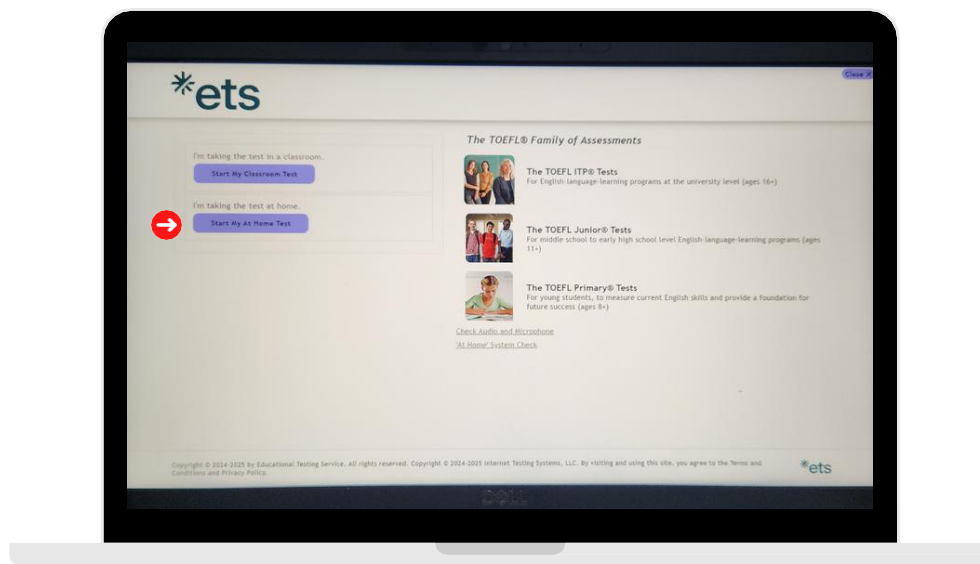 Close X
ets
I'm taking the test in a classroom.
Start My Classroom Test
I'm taking the test at home.
Start My At Home Test
The TOEFL® Family of Assessments
The TOEFL ITP® Tests
For English-language-learning programs at the university level (ages 16+)
The TOEFL Junior® Tests
For middle school to early high school level English-language-learning programs (ages
11+)
The TOEFL Primary® Tests
For young students, to measure current English skills and provide a foundation for
future success (ages 8+)
Check Audio and Microphone
'At Home' System Check
Copyright © 2024-2025 by Educational Testing Service. All rights reserved. Copyright © 2024-2025 Internet Testing Systems, LLC. By visiting and using this site, you agree to the Terms and
Conditions and Privacy Policy.
ets
DELL